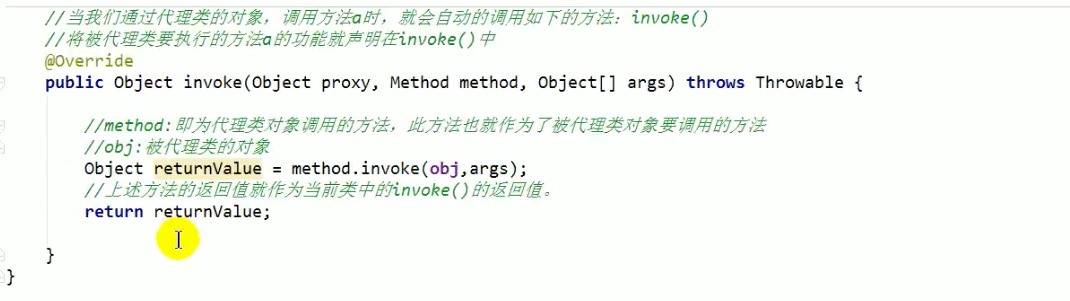 //当我们通过代理类的对象，调用方法a时，就会自动的调用如下的方法：invoke()
//将被代理类要执行的方法a的功能就声明在invoke()中
@Override
public Object invoke(Object proxy, Method method, Object[] args) throws Throwable {
//method:即为代理类对象调用的方法，此方法也就作为了被代理类对象要调用的方法
//obj:被代理类的对象
Object returnValue = method.invoke(obj,args);
//上述方法的返回值就作为当前类中的invoke()的返回值。
return returnValue;
}
}